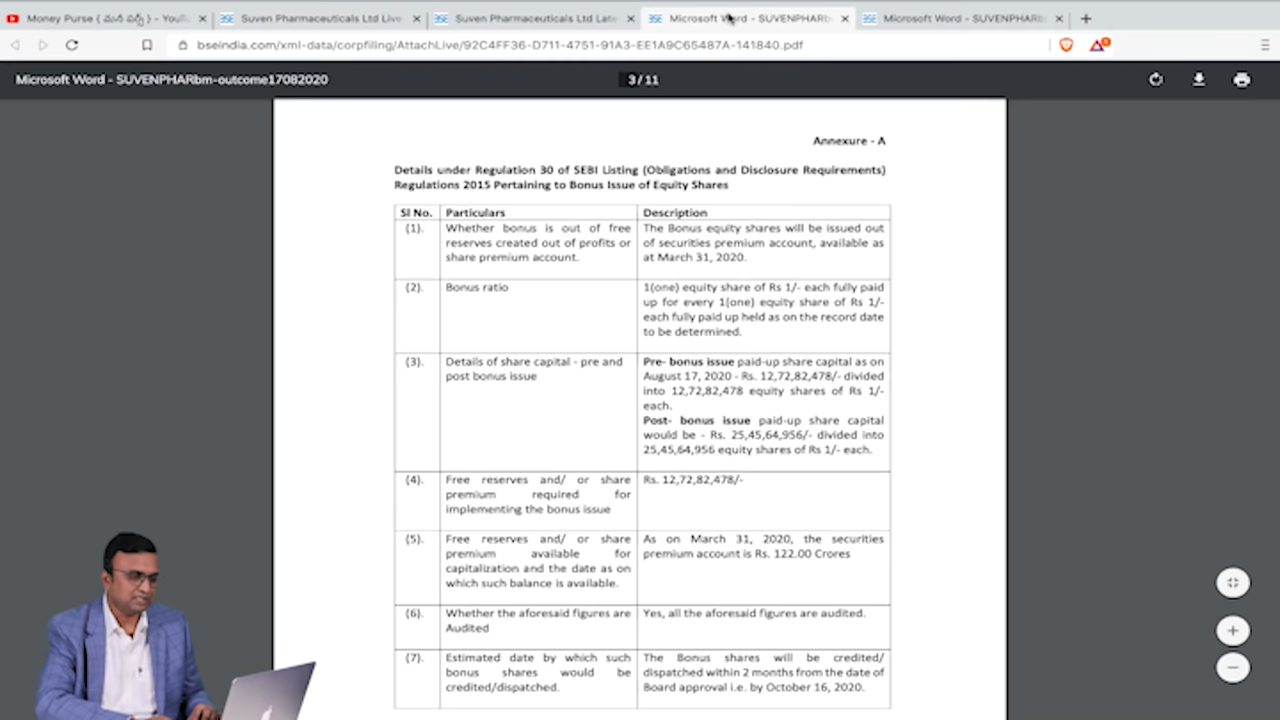 Money Purse ( మనీ పర్స్ ) - YouTu
Suven Pharmaceuticals Ltd Live
Suven Pharmaceuticals Ltd Late
Microsoft Word - SUVENPHARb
Microsoft Word - SUVENPHARb
bseindia.com/xml-data/corpfiling/AttachLive/92C4FF36-D711-4751-91A3-EE1A9C65487A-141840.pdf
Microsoft Word - SUVENPHARbm-outcome17082020
3 / 11
Annexure - A
Details under Regulation 30 of SEBI Listing (Obligations and Disclosure Requirements)
Regulations 2015 Pertaining to Bonus Issue of Equity Shares
Sl No. Particulars Description
(1). Whether bonus is out of free
reserves created out of profits or
share premium account.
The Bonus equity shares will be issued out
of securities premium account, available as
at March 31, 2020.
(2). Bonus ratio
1(one) equity share of Rs 1/- each fully paid
up for every 1(one) equity share of Rs 1/-
each fully paid up held as on the record date
to be determined.
(3). Details of share capital - pre and
post bonus issue
Pre- bonus issue paid-up share capital as on
August 17, 2020 - Rs. 12,72,82,478/- divided
into 12,72,82,478 equity shares of Rs 1/-
each.
Post- bonus issue paid-up share capital
would be - Rs. 25,45,64,956/- divided into
25,45,64,956 equity shares of Rs 1/- each.
(4). Free reserves and/ or share
premium required for
implementing the bonus issue
Rs. 12,72,82,478/-
(5). Free reserves and/ or share
premium available for
capitalization and the date as on
which such balance is available.
As on March 31, 2020, the securities
premium account is Rs. 122.00 Crores
(6). Whether the aforesaid figures are
Audited
Yes, all the aforesaid figures are audited.
(7). Estimated date by which such
bonus shares would be
credited/dispatched.
The Bonus shares will be credited/
dispatched within 2 months from the date of
Board approval i.e. by October 16, 2020.